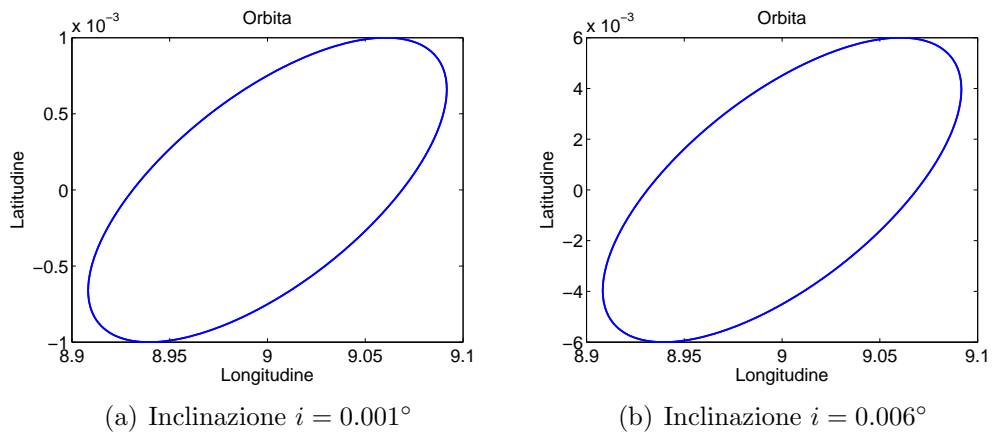 x 10⁻³
Orbita
1
0.5
0
−0.5
−1
8.9
8.95
9
9.05
9.1
Latitudine
Longitudine
(a) Inclinazione i = 0.001°
x 10⁻³
Orbita
6
4
2
0
−2
−4
−6
8.9
8.95
9
9.05
9.1
Latitudine
Longitudine
(b) Inclinazione i = 0.006°